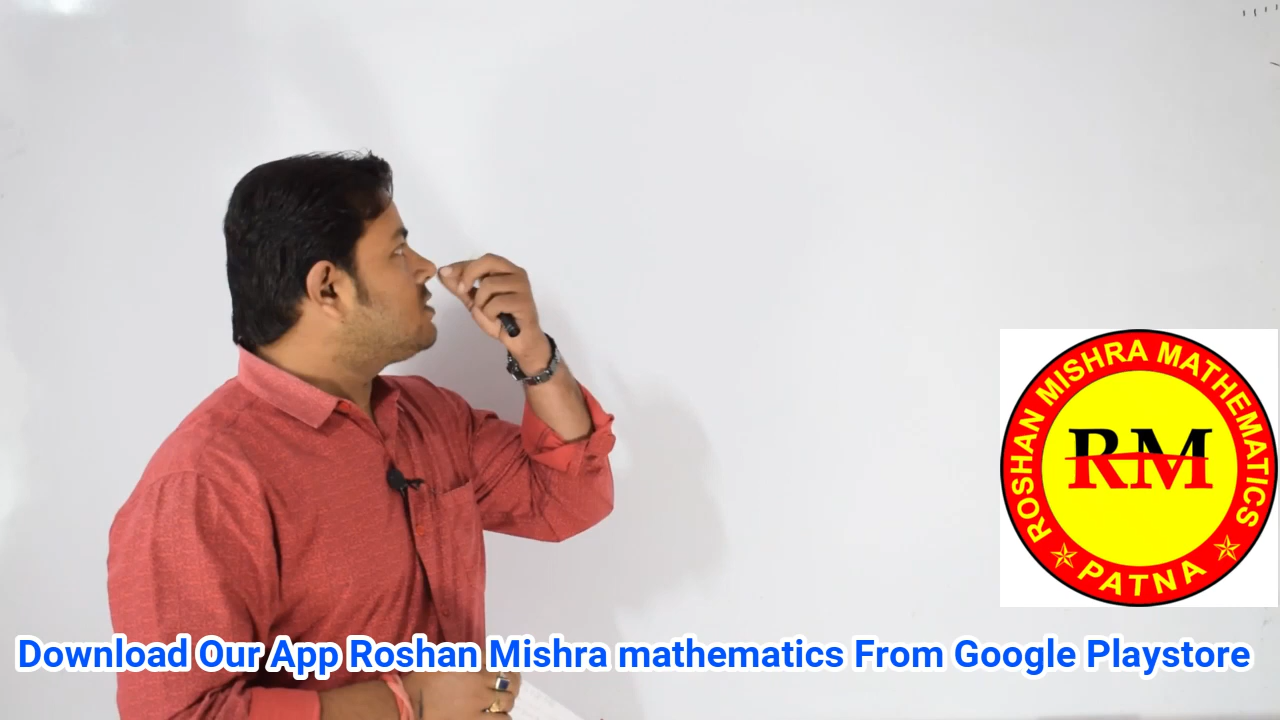 ROSHAN MISHRA MATHEMATICS
RM
PATNA
Download Our App Roshan Mishra mathematics From Google Playstore